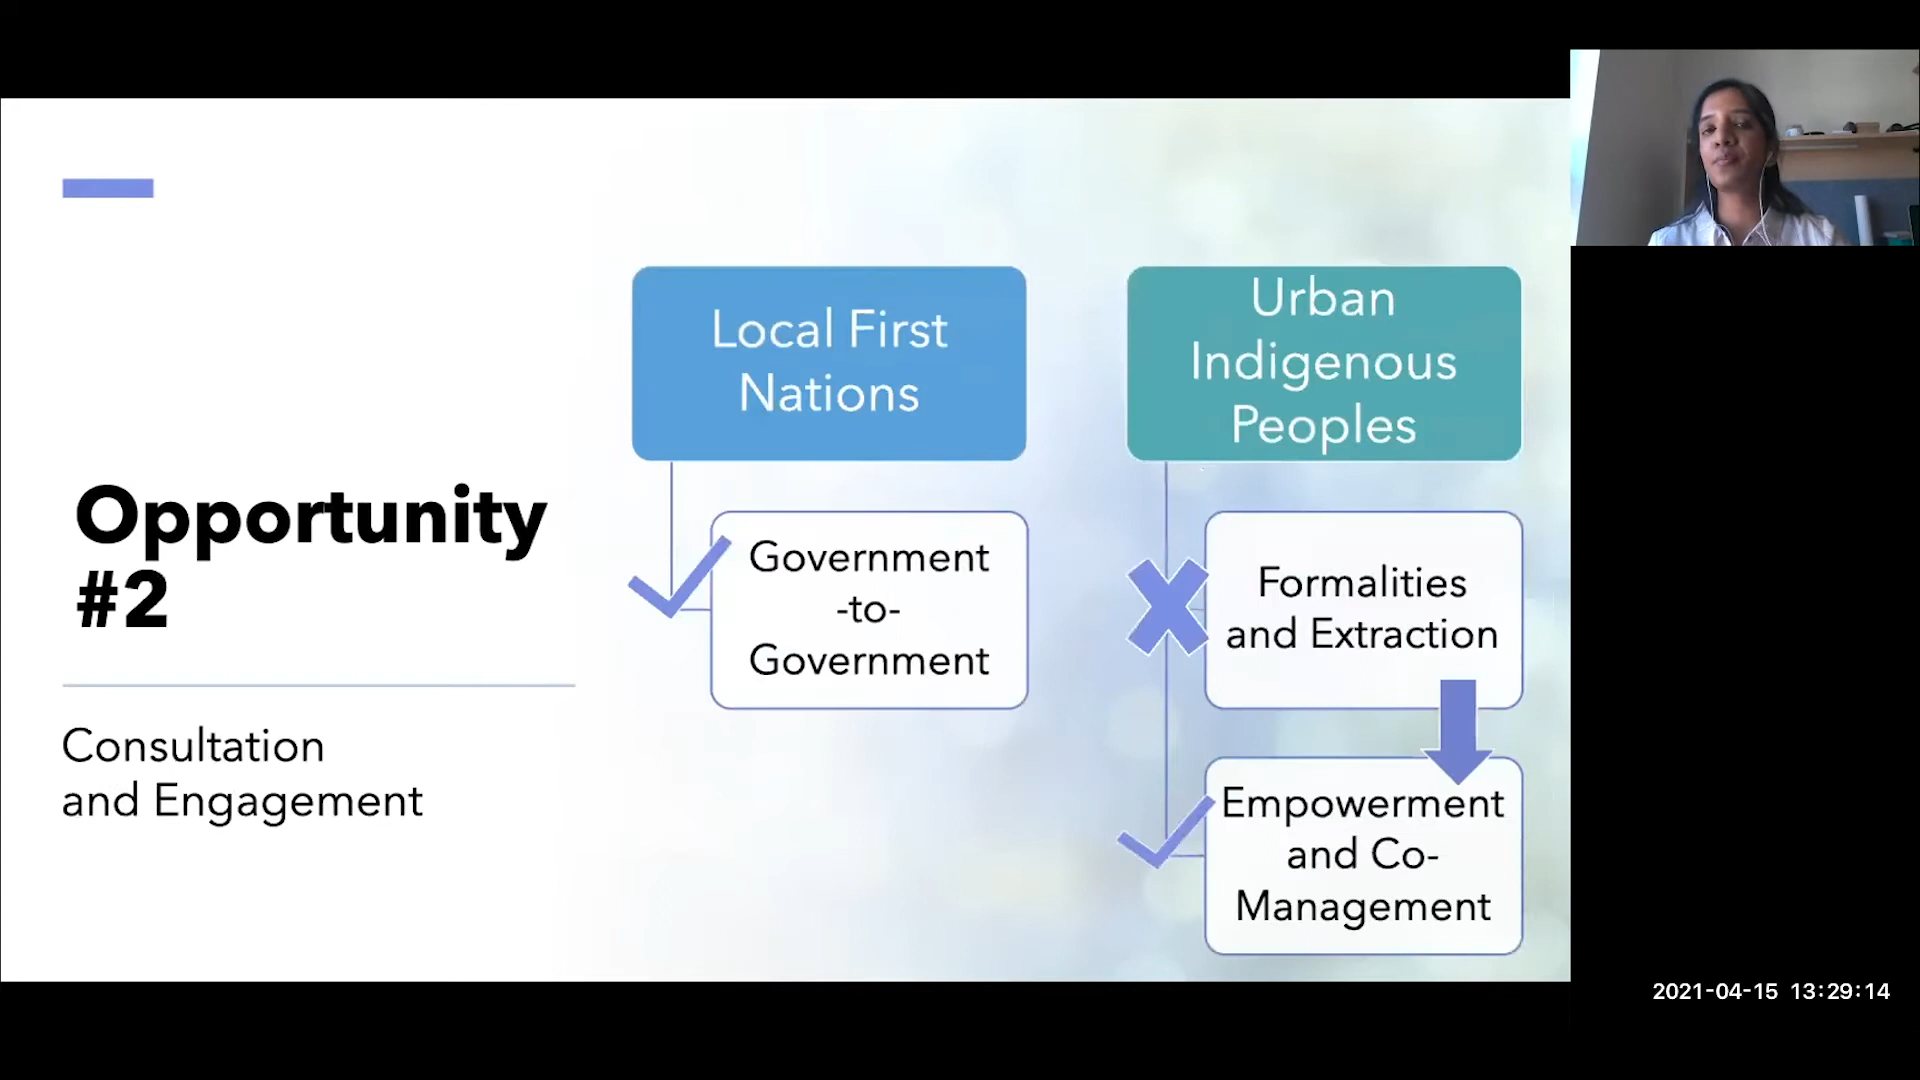 Opportunity
#2
Consultation
and Engagement
Local First
Nations
Government
-to-
Government
Urban
Indigenous
Peoples
Formalities
and Extraction
Empowerment
and Co-
Management
2021-04-15 13:29:14